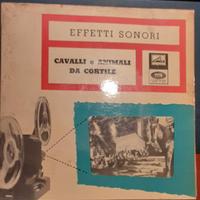 EFFETTI SONORI
CAVALLI e ANIMALI
DA CORTILE